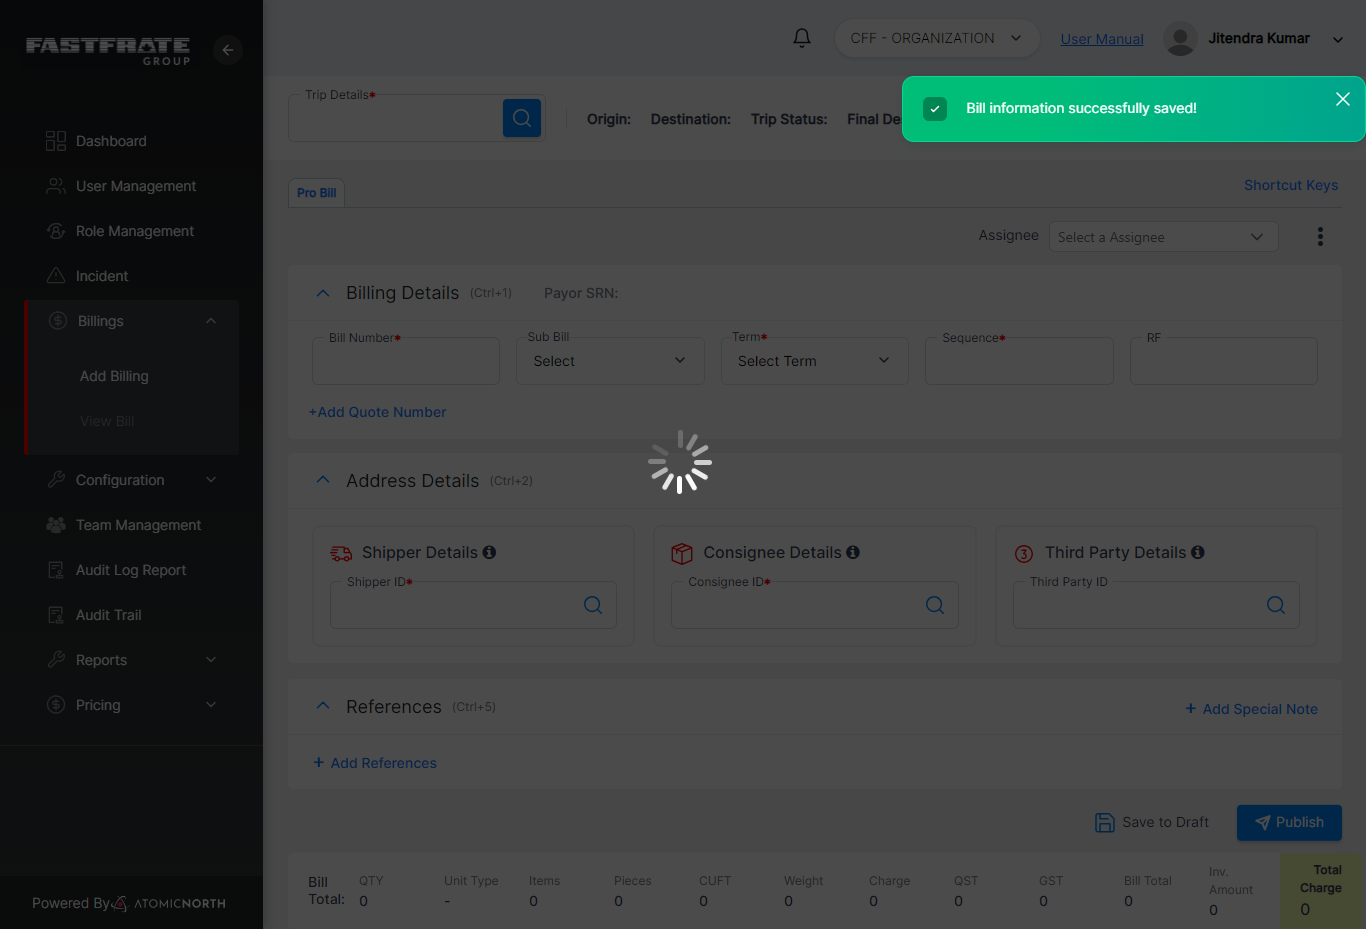 FASTFRATE
GROUP
CFF - ORGANIZATION
User Manual
Jitendra Kumar
Bill information successfully saved!
Trip Details*
Origin:
Destination:
Trip Status:
Final De
Dashboard
User Management
Role Management
Incident
Billings
Add Billing
View Bill
Configuration
Team Management
Audit Log Report
Audit Trail
Reports
Pricing
Powered By ATOMICNORTH
Pro Bill
Shortcut Keys
Assignee
Select a Assignee
Billing Details (Ctrl+1) Payor SRN:
Bill Number*
Sub Bill
Select
Term*
Select Term
Sequence*
RF
+Add Quote Number
Address Details (Ctrl+2)
Shipper Details
Shipper ID*
Consignee Details
Consignee ID*
3 Third Party Details
Third Party ID
References (Ctrl+5)
+ Add Special Note
+ Add References
Save to Draft
Publish
Bill
Total:
QTY
0
Unit Type
-
Items
0
Pieces
0
CUFT
0
Weight
0
Charge
0
QST
0
GST
0
Bill Total
0
Inv.
Amount
0
Total
Charge
0